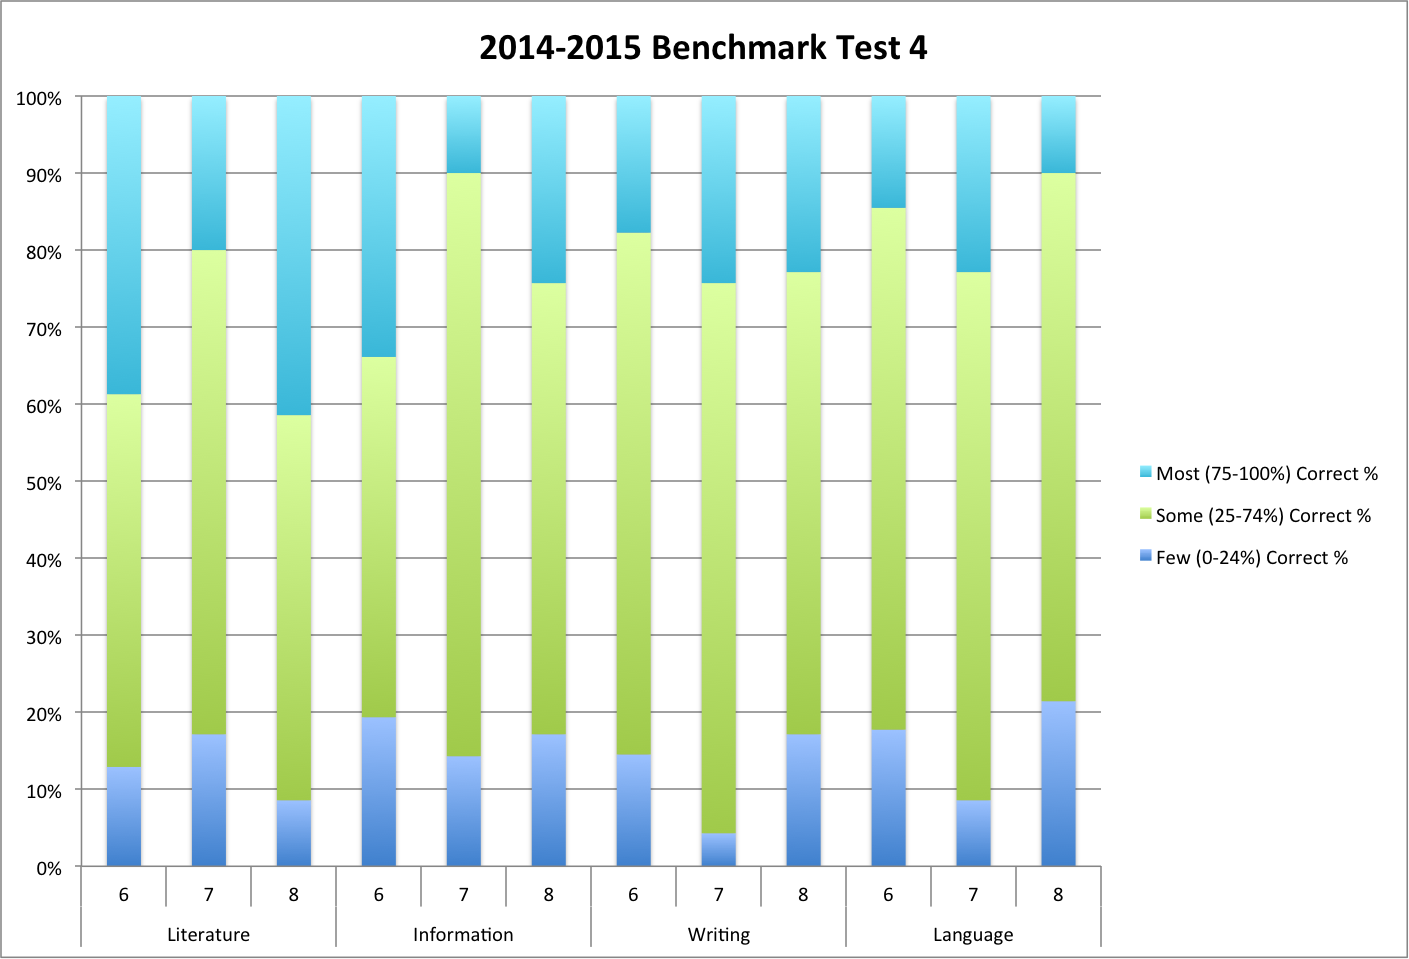 2014-2015 Benchmark Test 4
100%
90%
80%
70%
60%
50%
40%
30%
20%
10%
0%
6 7 8 6 7 8 6 7 8 6 7 8
Literature Information Writing Language
Most (75-100%) Correct %
Some (25-74%) Correct %
Few (0-24%) Correct %